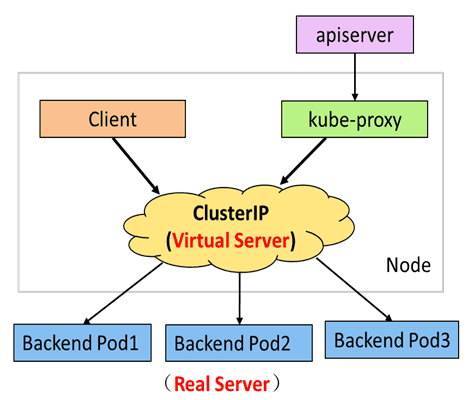 apiserver
Client
kube-proxy
ClusterIP
(Virtual Server)
Node
Backend Pod1
Backend Pod2
Backend Pod3
（Real Server）